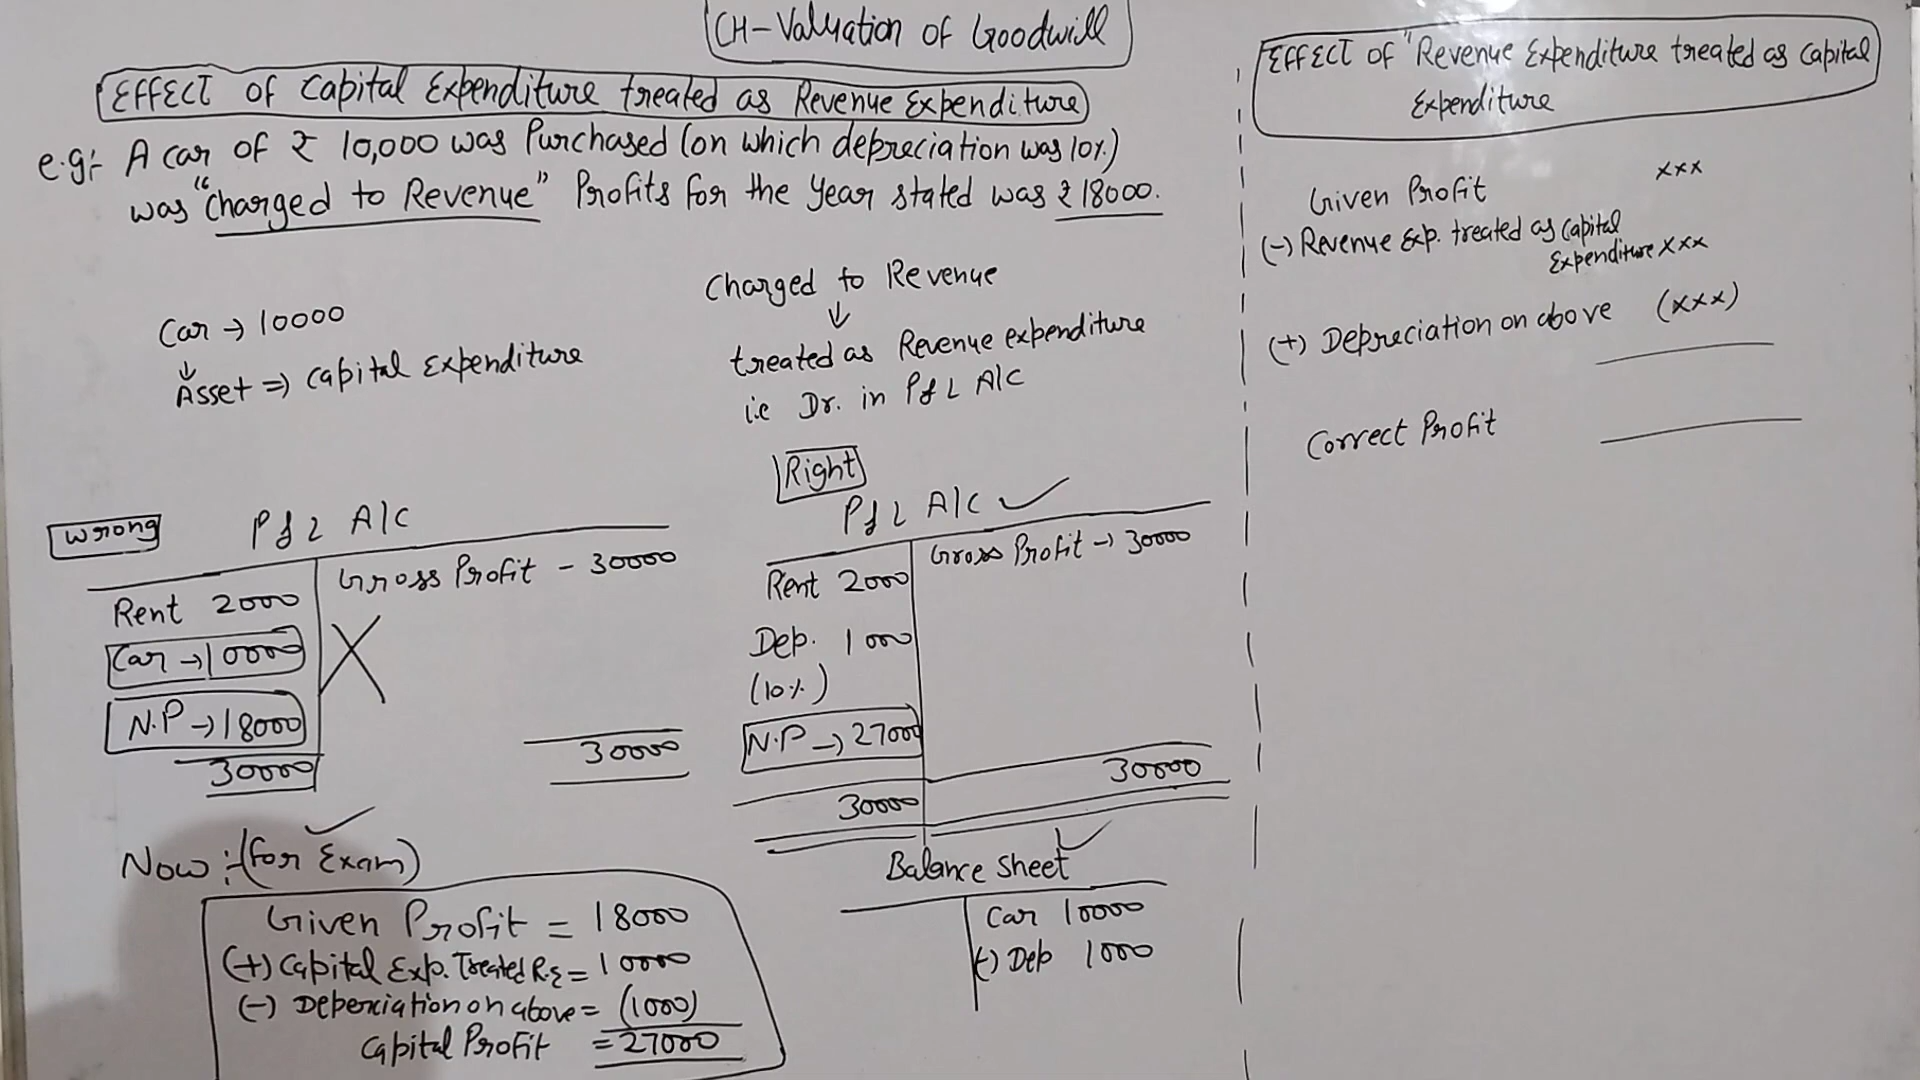 CH-Valuation of Goodwill
EFFECT of Capital Expenditure treated as Revenue Expenditure
e.g:- A car of ₹ 10,000 was Purchased (on which depreciation was 10%)
was "charged to Revenue" Profits for the Year stated was ₹18000.
Car → 10000
↓
Asset ⇒ Capital Expenditure
Charged to Revenue
↓
treated as Revenue expenditure
i.e Dr. in P&L A/C
Wrong
P&L A/C
Gross Profit - 30000
Rent 2000
Car → 10000
X
N.P → 18000
30000
30000
Right
P&L A/C ✓
Gross Profit → 30000
Rent 2000
Dep. 1000
(10%)
N.P → 27000
30000
30000
Balance Sheet ✓
Car 10000
(-) Dep 1000
Now :- (for Exam) ✓
Given Profit = 18000
(+) Capital Exp. Treated R.E = 10000
(-) Deperciation on above = (1000)
Capital Profit = 27000
EFFECT of "Revenue Expenditure treated as Capital
Expenditure
Given Profit xxx
(-) Revenue Exp. treated as Capital
Expenditure xxx
(+) Depreciation on above (xxx)
Correct Profit